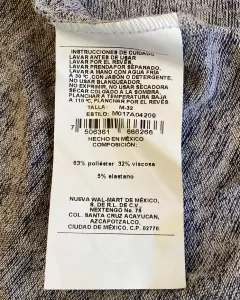 INSTRUCCIONES DE CUIDADO
LAVAR ANTES DE USAR
LAVAR POR EL REVÉS.
LAVAR PRENDA POR SEPARADO.
LAVAR A MANO CON AGUA FRIA
A 30 °C CON JABÓN O DETERGENTE.
NO USAR BLANQUEADOR.
NO EXPRIMIR, NO USAR SECADORA
SECAR COLGADO A LA SOMBRA
PLANCHAR A TEMPERATURA BAJA
A 110 °C, PLANCHAR POR EL REVÉS.
TALLA: M-32
ESTILO: M017A04209
7 506361 666266
HECHO EN MÉXICO
COMPOSICIÓN:
63% poliéster 32% viscosa
5% elastano
NUEVA WAL-MART DE MÉXICO,
S. DE R.L. DE C.V.
NEXTENGO No. 78
COL. SANTA CRUZ ACAYUCAN,
AZCAPOTZALCO,
CIUDAD DE MÉXICO, C.P. 02770.